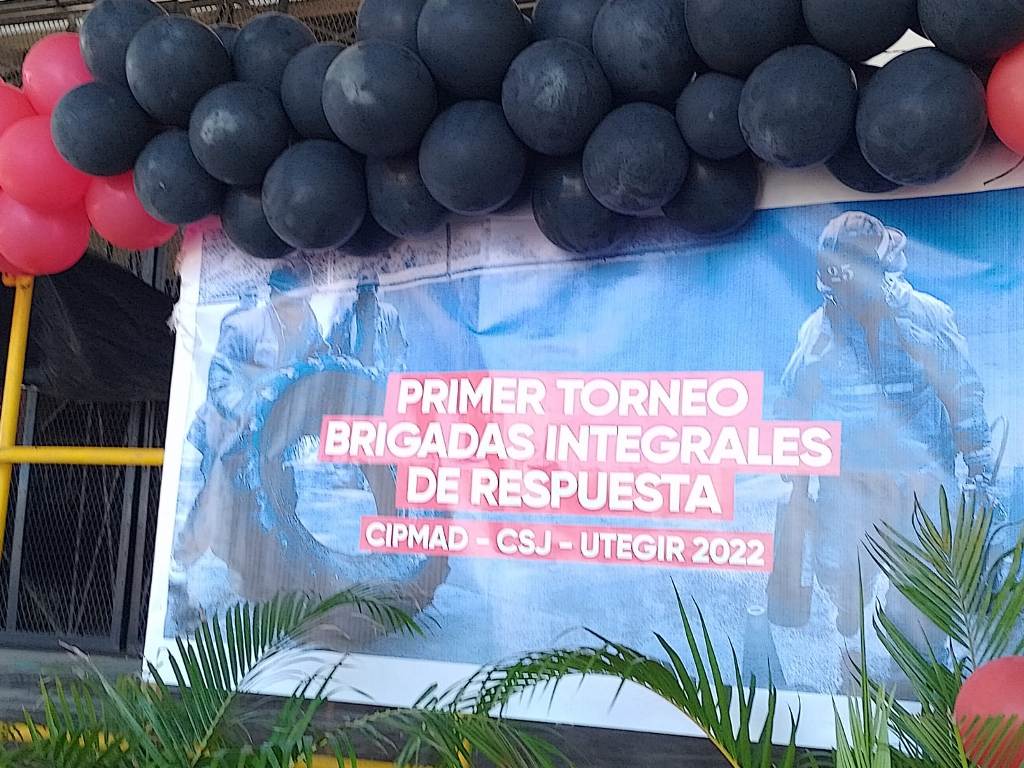 PRIMER TORNEO
BRIGADAS INTEGRALES
DE RESPUESTA
CIPMAD - CSJ - UTEGIR 2022